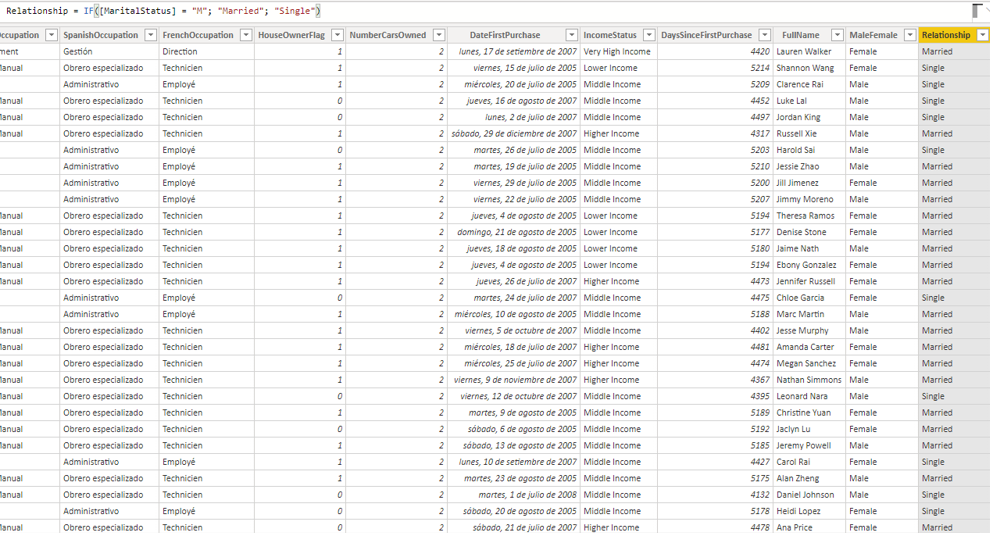 Relationship = IF([MaritalStatus] = "M"; "Married"; "Single")
Occupation SpanishOccupation FrenchOccupation HouseOwnerFlag NumberCarsOwned DateFirstPurchase IncomeStatus DaysSinceFirstPurchase FullName MaleFemale Relationship
ment Gestión Direction 1 2 lunes, 17 de setiembre de 2007 Very High Income 4420 Lauren Walker Female Married
Manual Obrero especializado Technicien 1 2 viernes, 15 de julio de 2005 Lower Income 5214 Shannon Wang Female Single
Administrativo Employé 1 2 miércoles, 20 de julio de 2005 Middle Income 5209 Clarence Rai Male Single
Manual Obrero especializado Technicien 0 2 jueves, 16 de agosto de 2007 Middle Income 4452 Luke Lal Male Single
Manual Obrero especializado Technicien 0 2 lunes, 2 de julio de 2007 Middle Income 4497 Jordan King Male Single
Manual Obrero especializado Technicien 1 2 sábado, 29 de diciembre de 2007 Higher Income 4317 Russell Xie Male Married
Administrativo Employé 0 2 martes, 26 de julio de 2005 Middle Income 5203 Harold Sai Male Single
Administrativo Employé 1 2 martes, 19 de julio de 2005 Middle Income 5210 Jessie Zhao Male Married
Administrativo Employé 1 2 viernes, 29 de julio de 2005 Middle Income 5200 Jill Jimenez Female Married
Administrativo Employé 1 2 viernes, 22 de julio de 2005 Middle Income 5207 Jimmy Moreno Male Married
Manual Obrero especializado Technicien 1 2 jueves, 4 de agosto de 2005 Lower Income 5194 Theresa Ramos Female Married
Manual Obrero especializado Technicien 1 2 domingo, 21 de agosto de 2005 Lower Income 5177 Denise Stone Female Married
Manual Obrero especializado Technicien 1 2 jueves, 18 de agosto de 2005 Lower Income 5180 Jaime Nath Male Married
Manual Obrero especializado Technicien 1 2 jueves, 4 de agosto de 2005 Lower Income 5194 Ebony Gonzalez Female Married
Manual Obrero especializado Technicien 1 2 jueves, 26 de julio de 2007 Higher Income 4473 Jennifer Russell Female Married
Administrativo Employé 0 2 martes, 24 de julio de 2007 Middle Income 4475 Chloe Garcia Female Single
Administrativo Employé 1 2 miércoles, 10 de agosto de 2005 Middle Income 5188 Marc Martin Male Married
Manual Obrero especializado Technicien 1 2 viernes, 5 de octubre de 2007 Middle Income 4402 Jesse Murphy Male Married
Manual Obrero especializado Technicien 1 2 miércoles, 18 de julio de 2007 Higher Income 4481 Amanda Carter Female Married
Manual Obrero especializado Technicien 1 2 miércoles, 25 de julio de 2007 Higher Income 4474 Megan Sanchez Female Married
Manual Obrero especializado Technicien 1 2 viernes, 9 de noviembre de 2007 Higher Income 4367 Nathan Simmons Male Married
Manual Obrero especializado Technicien 0 2 viernes, 12 de octubre de 2007 Middle Income 4395 Leonard Nara Male Single
Manual Obrero especializado Technicien 1 2 martes, 9 de agosto de 2005 Middle Income 5189 Christine Yuan Female Married
Manual Obrero especializado Technicien 0 2 sábado, 6 de agosto de 2005 Middle Income 5192 Jaclyn Lu Female Married
Manual Obrero especializado Technicien 1 2 sábado, 13 de agosto de 2005 Middle Income 5185 Jeremy Powell Male Married
Administrativo Employé 1 2 lunes, 10 de setiembre de 2007 Middle Income 4427 Carol Rai Female Single
Manual Obrero especializado Technicien 1 2 martes, 23 de agosto de 2005 Middle Income 5175 Alan Zheng Male Married
Manual Obrero especializado Technicien 0 2 martes, 1 de julio de 2008 Middle Income 4132 Daniel Johnson Male Single
Administrativo Employé 0 2 sábado, 20 de agosto de 2005 Middle Income 5178 Heidi Lopez Female Single
Manual Obrero especializado Technicien 0 2 sábado, 21 de julio de 2007 Higher Income 4478 Ana Price Female Married